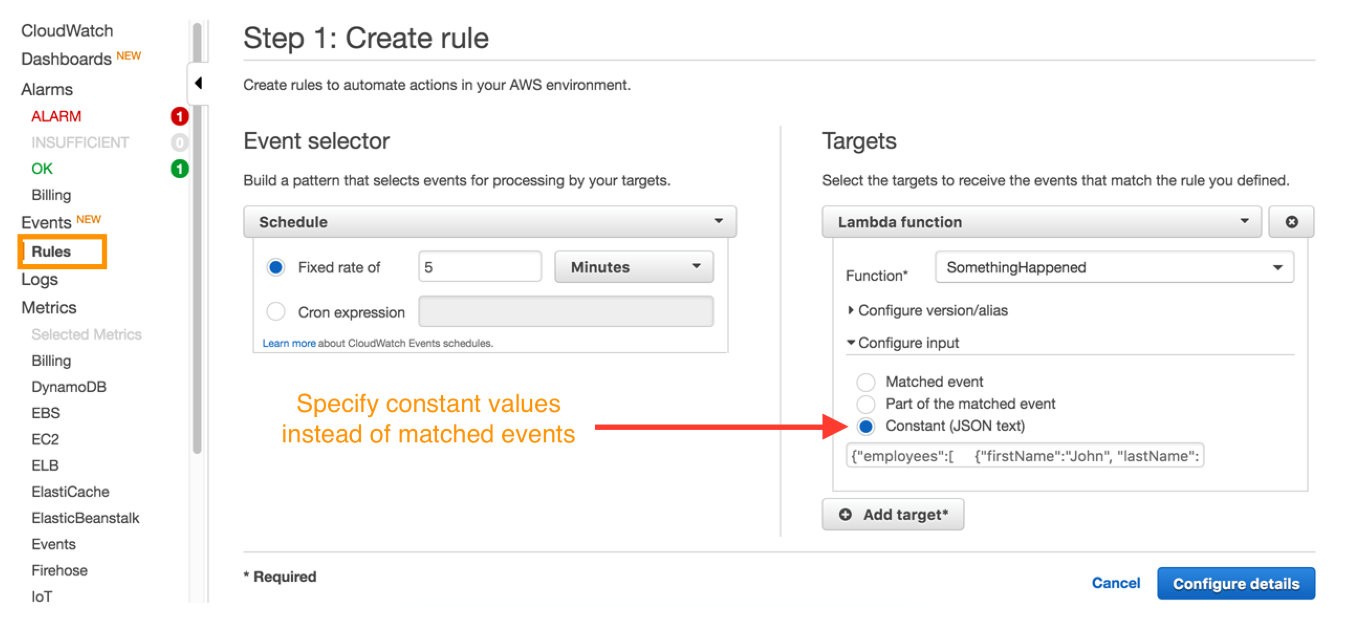 CloudWatch
Dashboards NEW
Alarms
ALARM 1
INSUFFICIENT 0
OK 1
Billing
Events NEW
Rules
Logs
Metrics
Selected Metrics
Billing
DynamoDB
EBS
EC2
ELB
ElastiCache
ElasticBeanstalk
Events
Firehose
IoT
Step 1: Create rule
Create rules to automate actions in your AWS environment.
Event selector
Build a pattern that selects events for processing by your targets.
Schedule
Fixed rate of 5 Minutes
Cron expression
Learn more about CloudWatch Events schedules.
Specify constant values
instead of matched events
Targets
Select the targets to receive the events that match the rule you defined.
Lambda function
Function* SomethingHappened
Configure version/alias
Configure input
Matched event
Part of the matched event
Constant (JSON text)
{"employees":[ {"firstName":"John", "lastName":
Add target*
* Required
Cancel Configure details